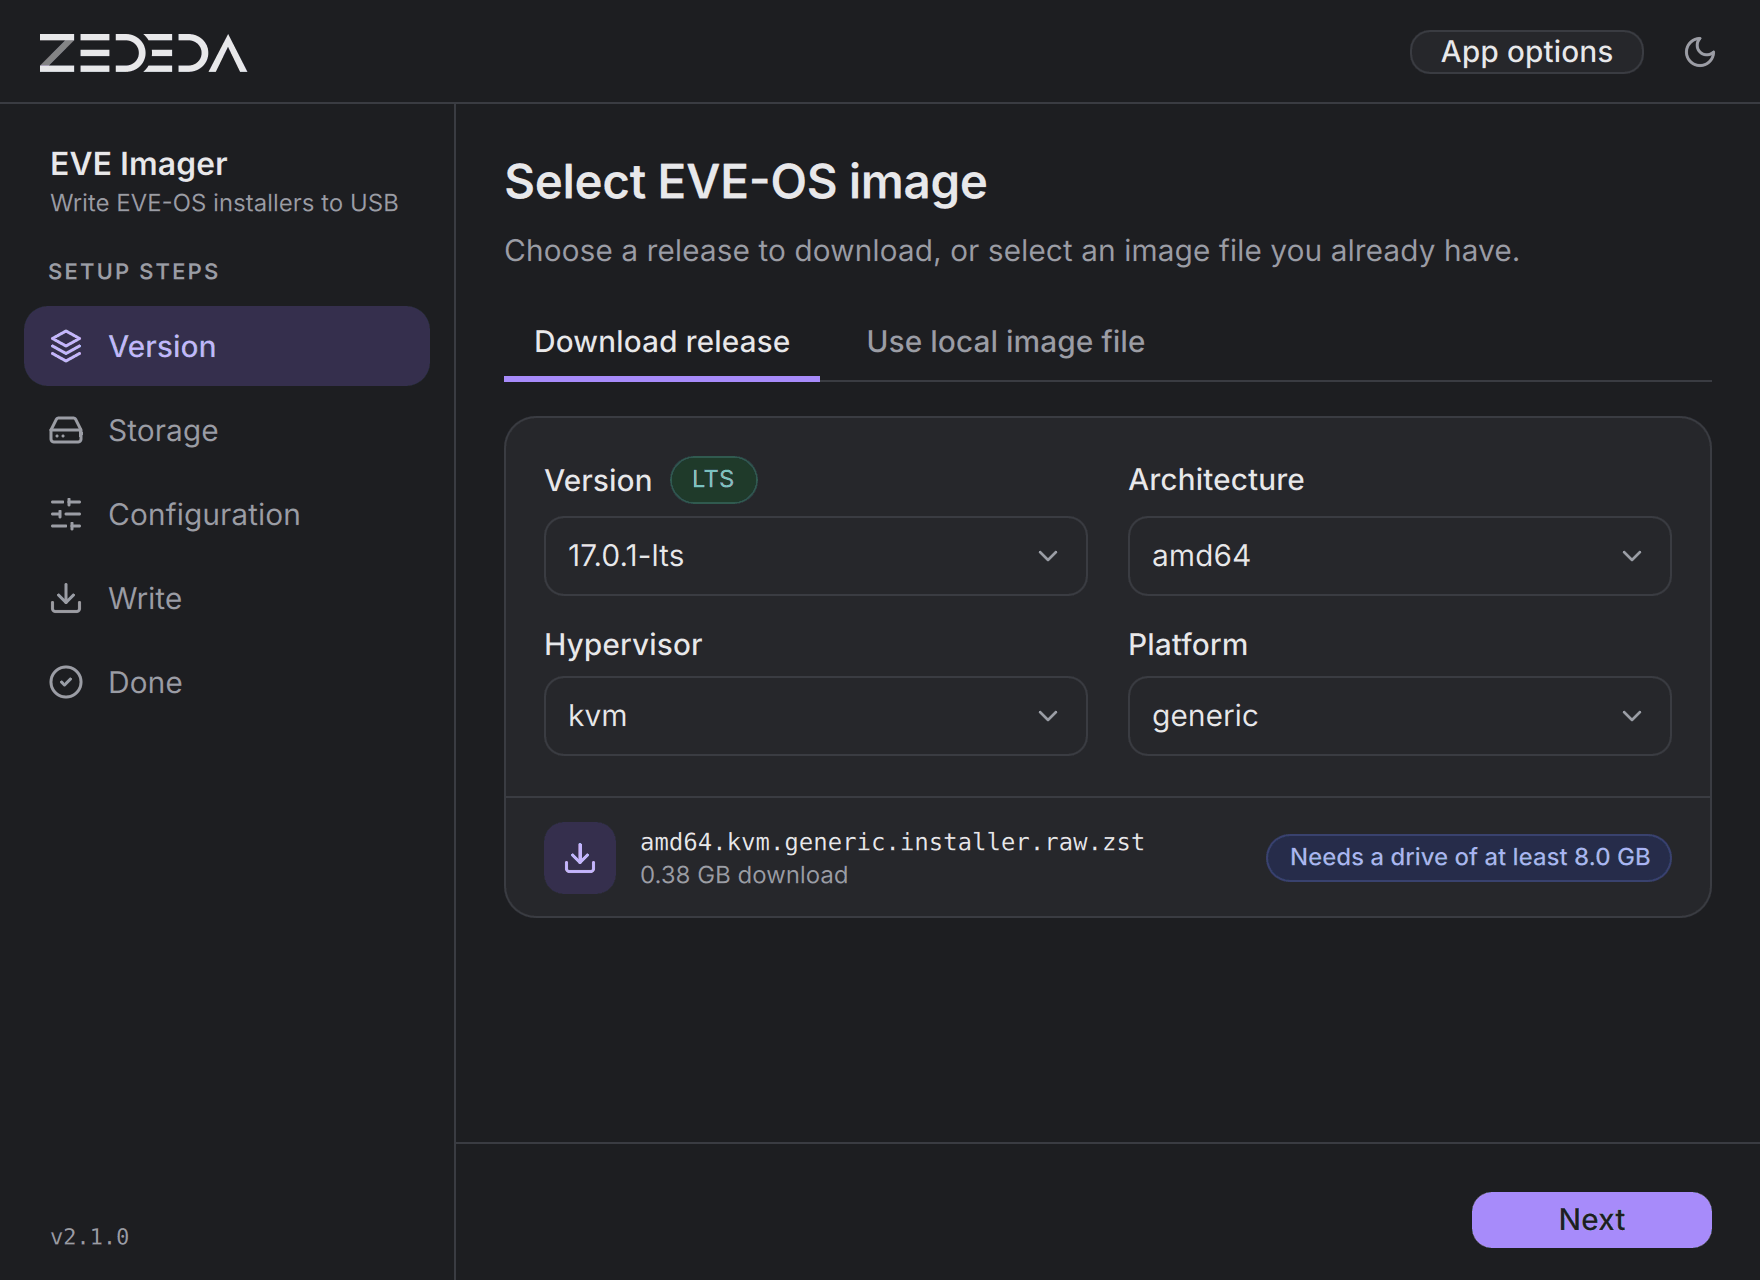 ZEDEDA
App options
EVE Imager
Write EVE-OS installers to USB
SETUP STEPS
Version
Storage
Configuration
Write
Done
v2.1.0
Select EVE-OS image
Choose a release to download, or select an image file you already have.
Download release
Use local image file
Version LTS
17.0.1-lts
Architecture
amd64
Hypervisor
kvm
Platform
generic
amd64.kvm.generic.installer.raw.zst
0.38 GB download
Needs a drive of at least 8.0 GB
Next